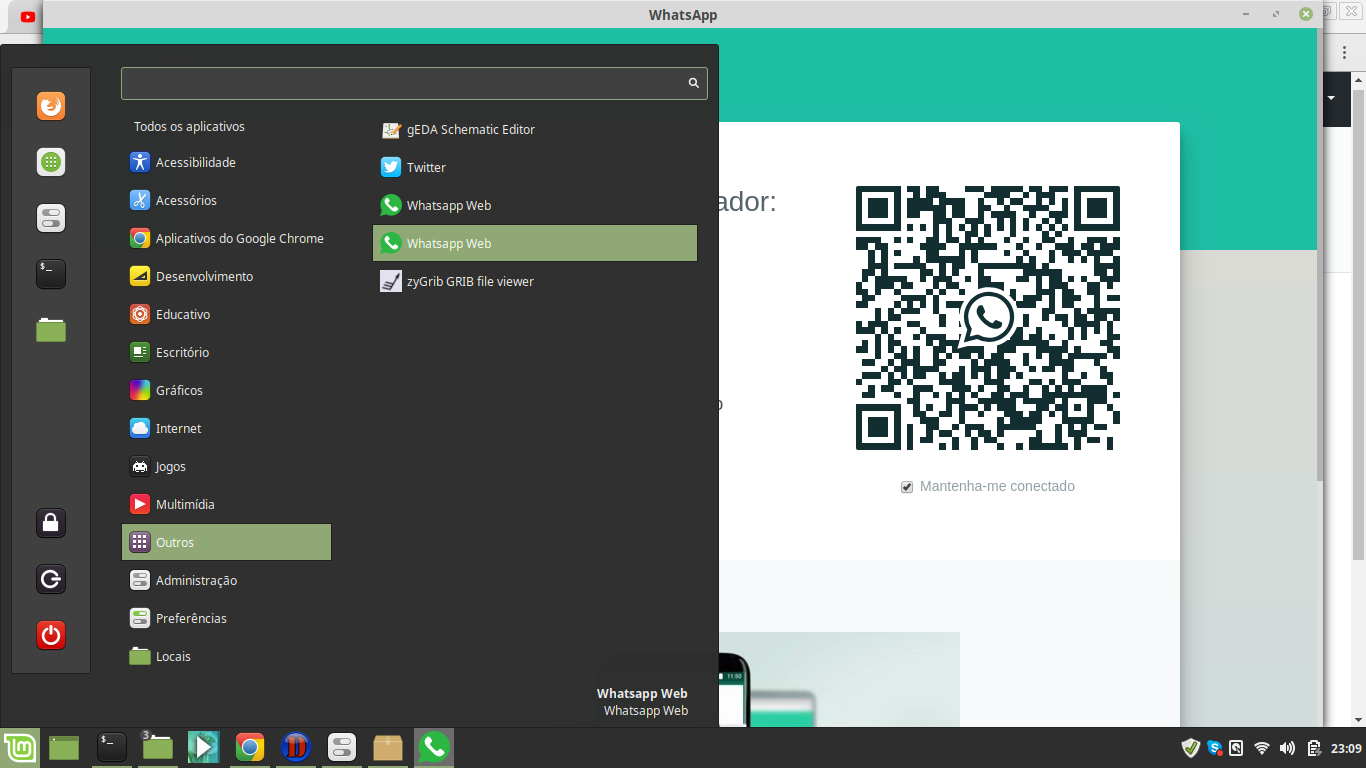 WhatsApp
Todos os aplicativos
Acessibilidade
Acessórios
Aplicativos do Google Chrome
Desenvolvimento
Educativo
Escritório
Gráficos
Internet
Jogos
Multimídia
Outros
Administração
Preferências
Locais
gEDA Schematic Editor
Twitter
Whatsapp Web
Whatsapp Web
zyGrib GRIB file viewer
ador:
Mantenha-me conectado
11:50
Whatsapp Web
Whatsapp Web
3
23:09